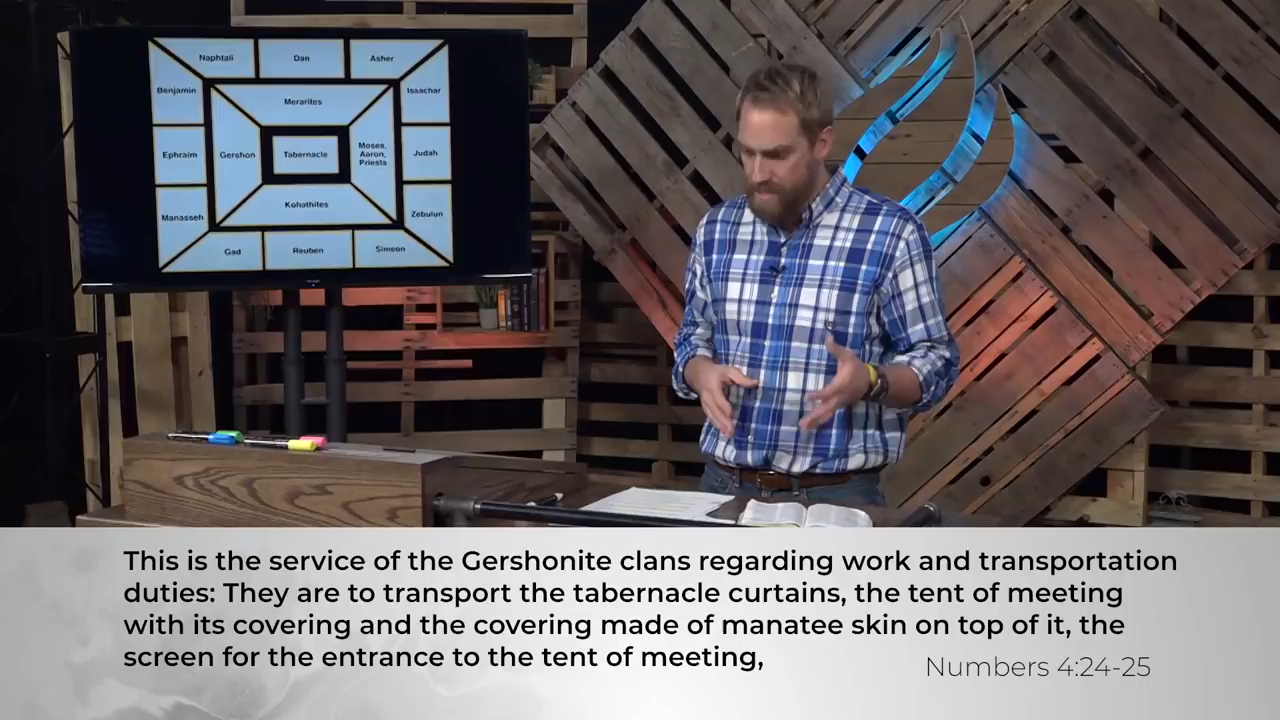 Naphtali
Dan
Asher
Benjamin
Issachar
Merarites
Ephraim
Gershon
Tabernacle
Moses,
Aaron,
Priests
Judah
Kohathites
Manasseh
Zebulun
Gad
Reuben
Simeon
This is the service of the Gershonite clans regarding work and transportation
duties: They are to transport the tabernacle curtains, the tent of meeting
with its covering and the covering made of manatee skin on top of it, the
screen for the entrance to the tent of meeting,
Numbers 4:24-25